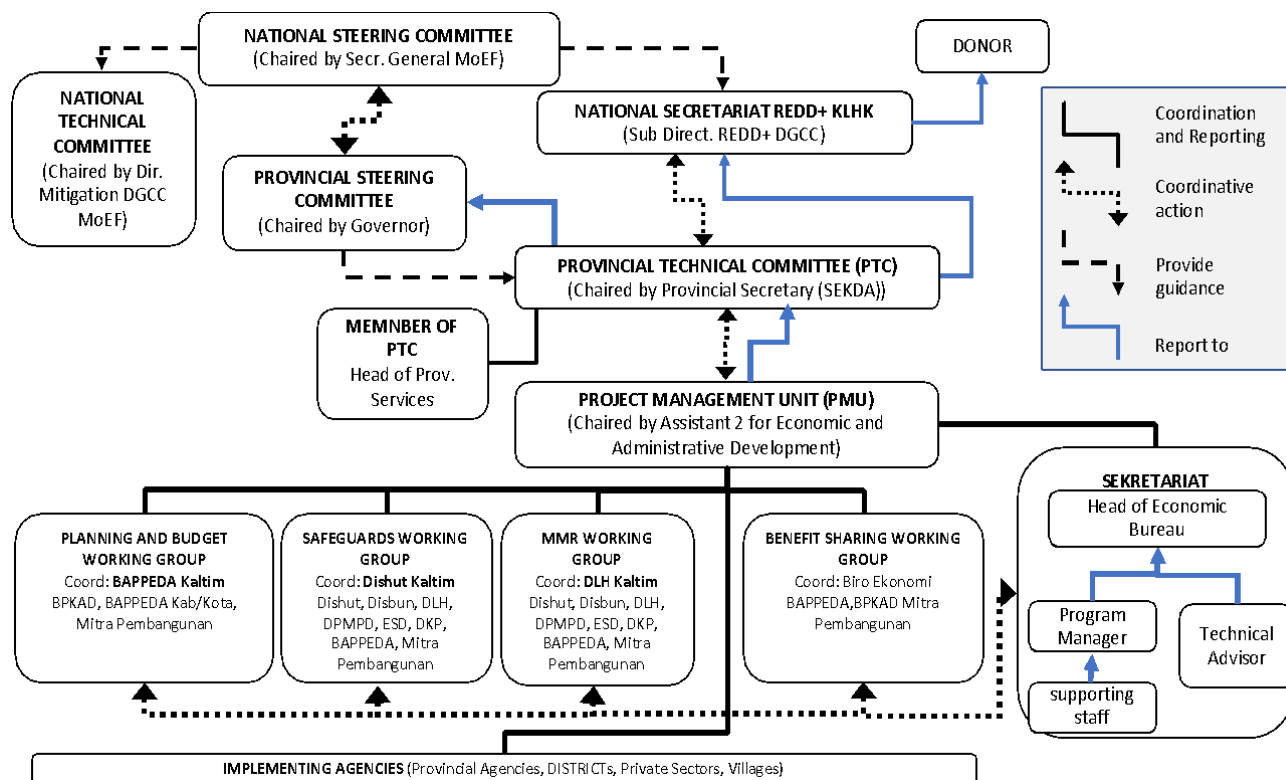 NATIONAL STEERING COMMITTEE
(Chaired by Secr. General MoEF)
DONOR
NATIONAL
TECHNICAL
COMMITTEE
(Chaired by Dir.
Mitigation DGCC
MoEF)
NATIONAL SECRETARIAT REDD+ KLHK
(Sub Direct. REDD+ DGCC)
Coordination
and Reporting
Coordinative
action
Provide
guidance
Report to
PROVINCIAL STEERING
COMMITTEE
(Chaired by Governor)
PROVINCIAL TECHNICAL COMMITTEE (PTC)
(Chaired by Provincial Secretary (SEKDA))
MEMNBER OF
PTC
Head of Prov.
Services
PROJECT MANAGEMENT UNIT (PMU)
(Chaired by Assistant 2 for Economic and
Administrative Development)
PLANNING AND BUDGET
WORKING GROUP
Coord: BAPPEDA Kaltim
BPKAD, BAPPEDA Kab/Kota,
Mitra Pembangunan
SAFEGUARDS WORKING
GROUP
Coord: Dishut Kaltim
Dishut, Disbun, DLH,
DPMPD, ESD, DKP,
BAPPEDA, Mitra
Pembangunan
MMR WORKING
GROUP
Coord: DLH Kaltim
Dishut, Disbun, DLH,
DPMPD, ESD, DKP,
BAPPEDA, Mitra
Pembangunan
BENEFIT SHARING WORKING
GROUP
Coord: Biro Ekonomi
BAPPEDA,BPKAD Mitra
Pembangunan
SEKRETARIAT
Head of Economic
Bureau
Program
Manager
Technical
Advisor
supporting
staff
IMPLEMENTING AGENCIES (Provincial Agencies, DISTRICTs, Private Sectors, Villages)